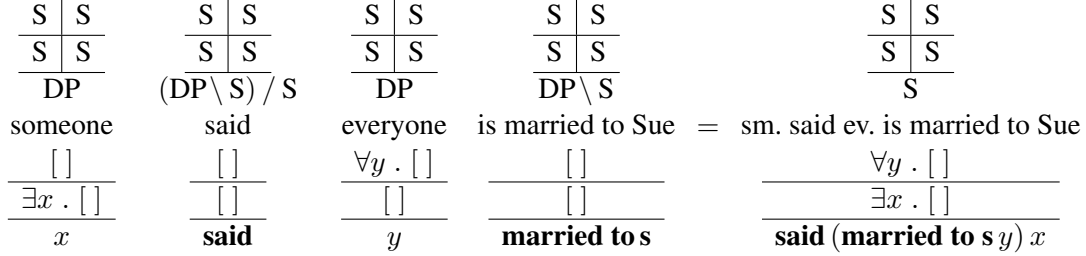 S | S   S | S   S | S   S | S   S | S
S | S   S | S   S | S   S | S   S | S
DP   (DP\ S) / S   DP   DP\ S   S
someone   said   everyone   is married to Sue   =   sm. said ev. is married to Sue
[ ]   [ ]   ∀y . [ ]   [ ]   ∀y . [ ]
∃x . [ ]   [ ]   [ ]   [ ]   ∃x . [ ]
x   said   y   married to s   said (married to s y) x